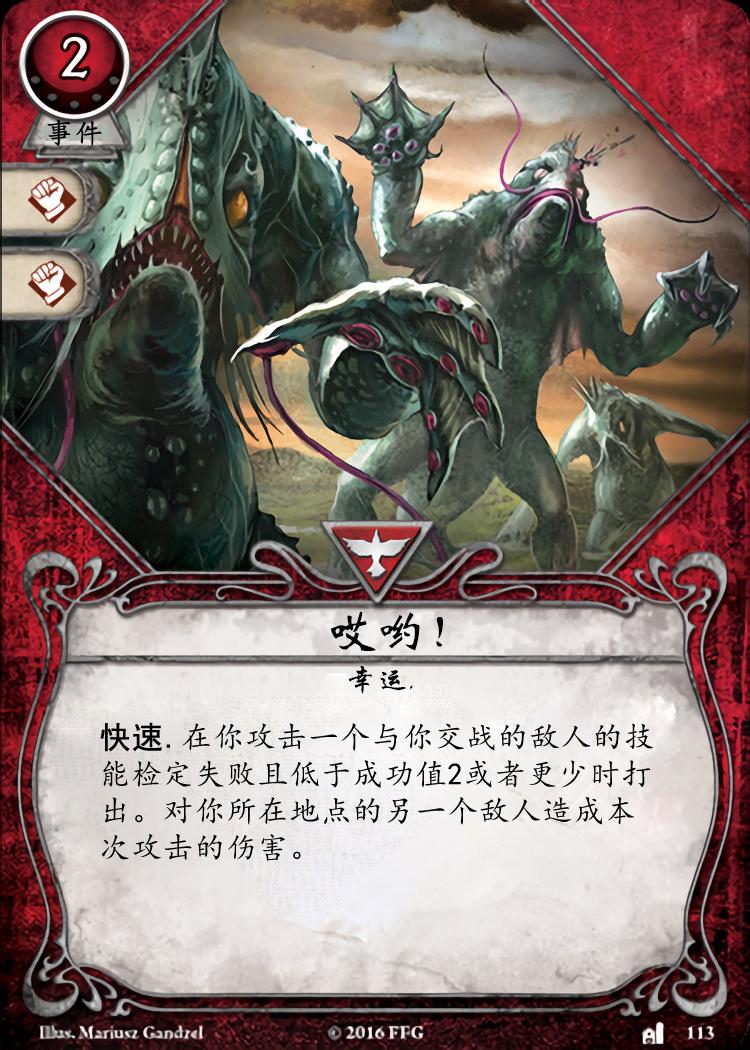 2
事件
哎哟！
幸运.
快速. 在你攻击一个与你交战的敌人的技
能检定失败且低于成功值2或者更少时打
出。对你所在地点的另一个敌人造成本
次攻击的伤害。
Illus. Mariusz Gandzel
© 2016 FFG
113